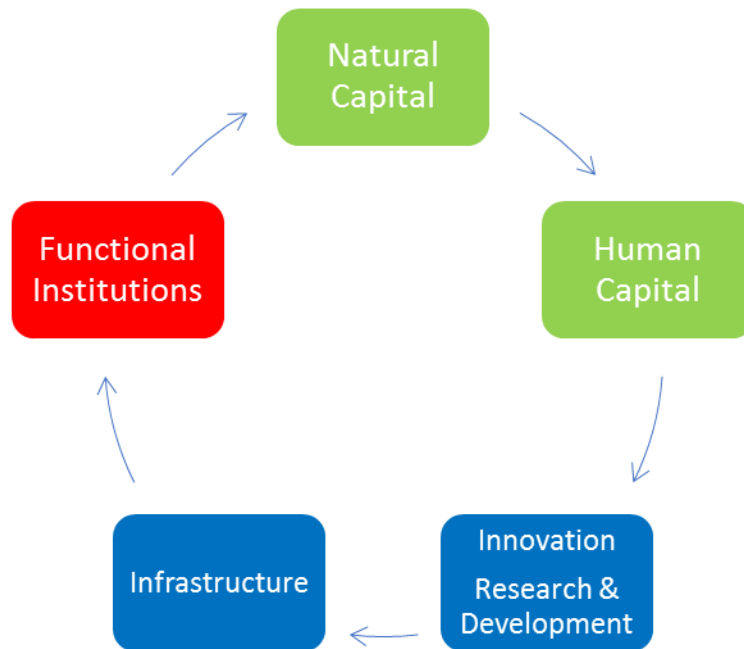 Natural
Capital
Human
Capital
Innovation
Research &
Development
Infrastructure
Functional
Institutions